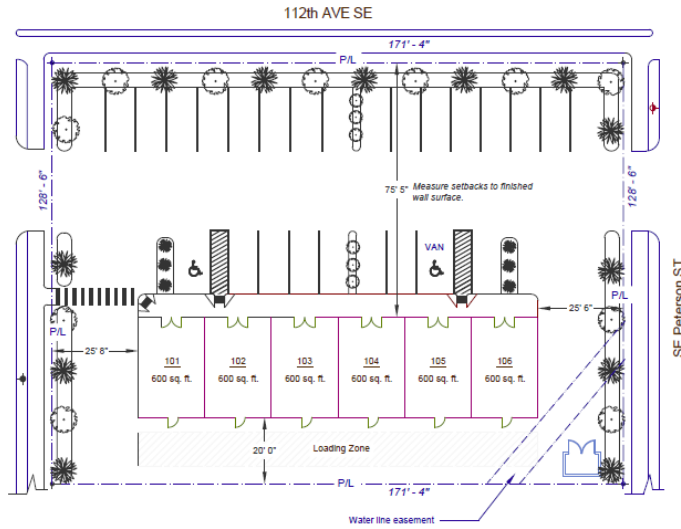 112th AVE SE
171' - 4"
P/L
128' - 6"
128' - 6"
75' 5"
Measure setbacks to finished
wall surface.
VAN
SE Peterson ST
P/L
25' 6"
P/L
25' 8"
101
600 sq. ft.
102
600 sq. ft.
103
600 sq. ft.
104
600 sq. ft.
105
600 sq. ft.
106
600 sq. ft.
20' 0"
Loading Zone
P/L
171' - 4"
Water line easement